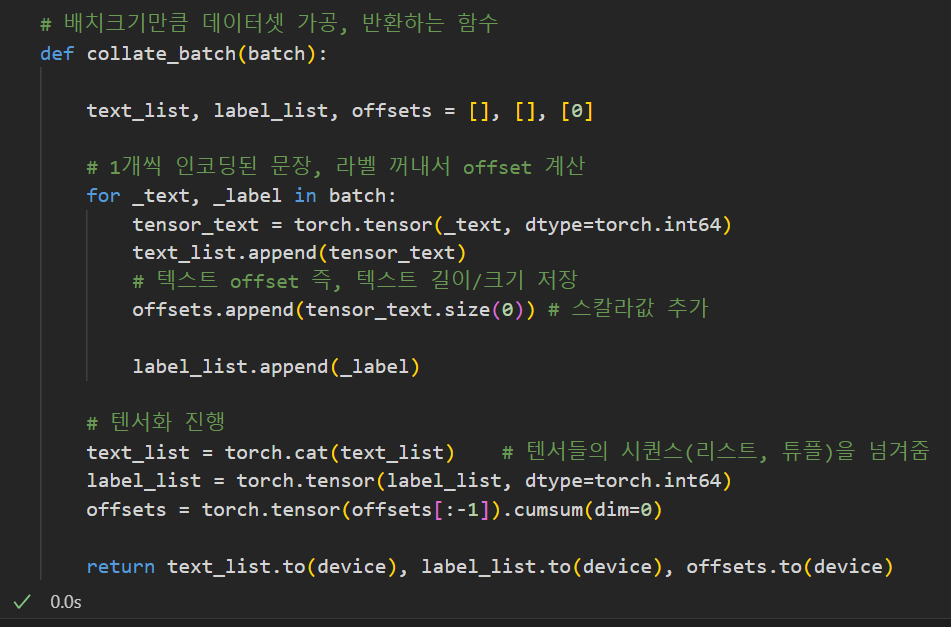 # 배치크기만큼 데이터셋 가공, 반환하는 함수
def collate_batch(batch):
text_list, label_list, offsets = [], [], [0]
# 1개씩 인코딩된 문장, 라벨 꺼내서 offset 계산
for _text, _label in batch:
tensor_text = torch.tensor(_text, dtype=torch.int64)
text_list.append(tensor_text)
# 텍스트 offset 즉, 텍스트 길이/크기 저장
offsets.append(tensor_text.size(0)) # 스칼라값 추가
label_list.append(_label)
# 텐서화 진행
text_list = torch.cat(text_list)    # 텐서들의 시퀀스(리스트, 튜플)을 넘겨줌
label_list = torch.tensor(label_list, dtype=torch.int64)
offsets = torch.tensor(offsets[:-1]).cumsum(dim=0)
return text_list.to(device), label_list.to(device), offsets.to(device)
0.0s